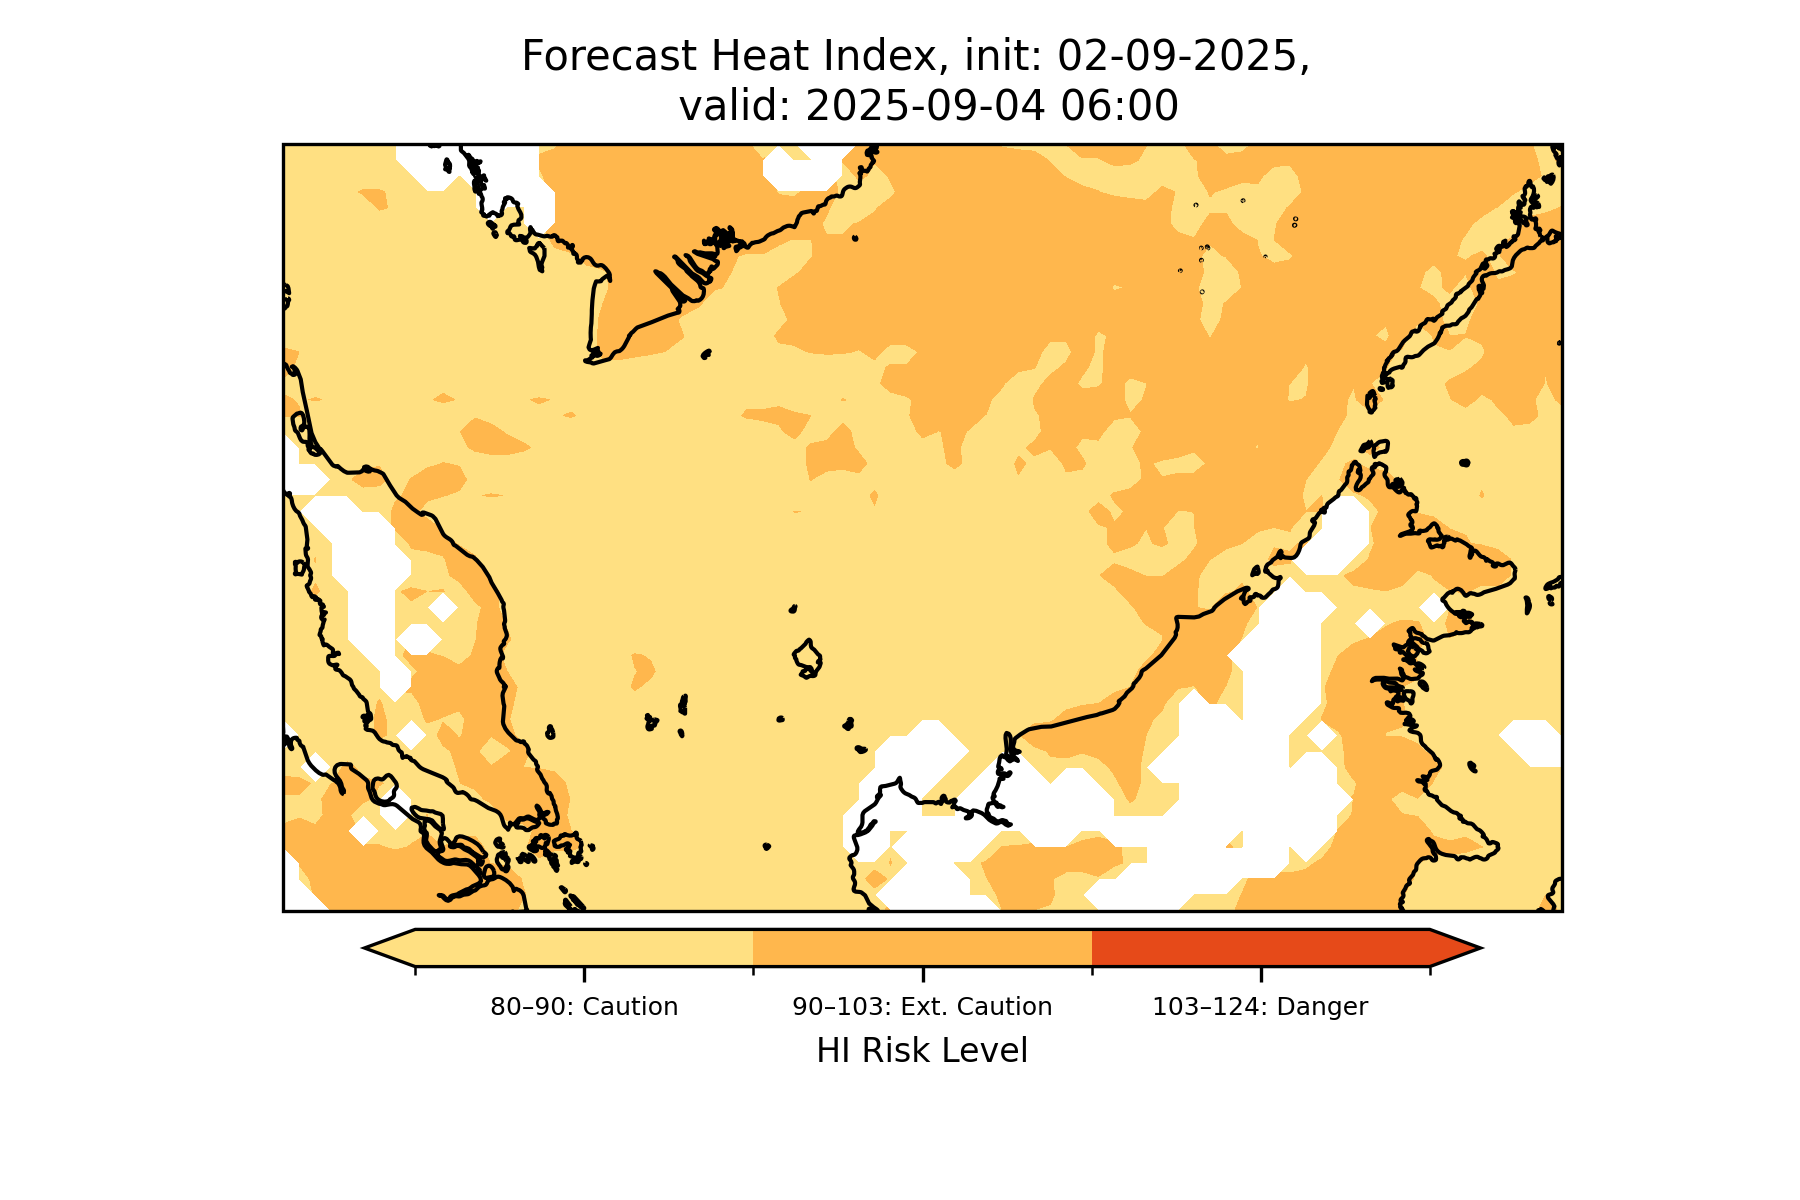 Forecast Heat Index, init: 02-09-2025,
valid: 2025-09-04 06:00
80–90: Caution
90–103: Ext. Caution
103–124: Danger
HI Risk Level